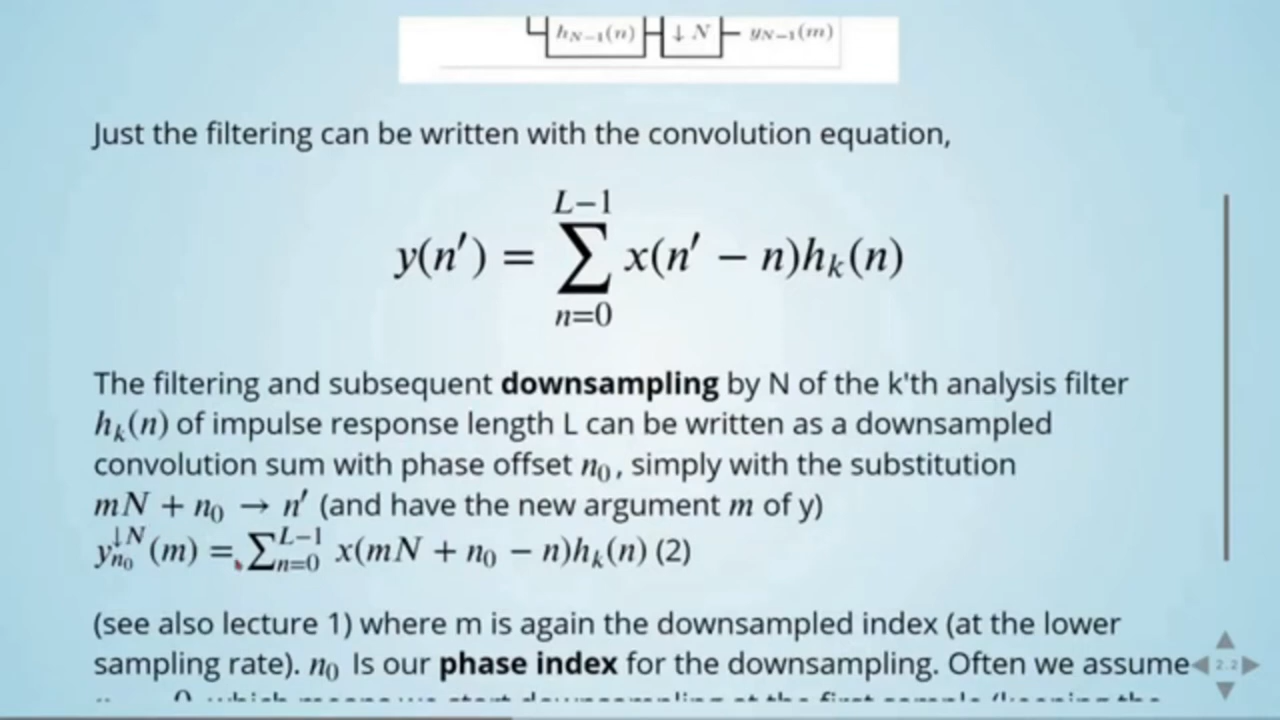 h_{N-1}(n) ↓ N y_{N-1}(m)
Just the filtering can be written with the convolution equation,
y(n′) = ∑_{n=0}^{L−1} x(n′ − n)h_k(n)
The filtering and subsequent downsampling by N of the k'th analysis filter
h_k(n) of impulse response length L can be written as a downsampled
convolution sum with phase offset n_0, simply with the substitution
mN + n_0 → n′ (and have the new argument m of y)
y_{n_0}^{↓N}(m) = ∑_{n=0}^{L−1} x(mN + n_0 − n)h_k(n) (2)
(see also lecture 1) where m is again the downsampled index (at the lower
sampling rate). n_0 Is our phase index for the downsampling. Often we assume
2.2